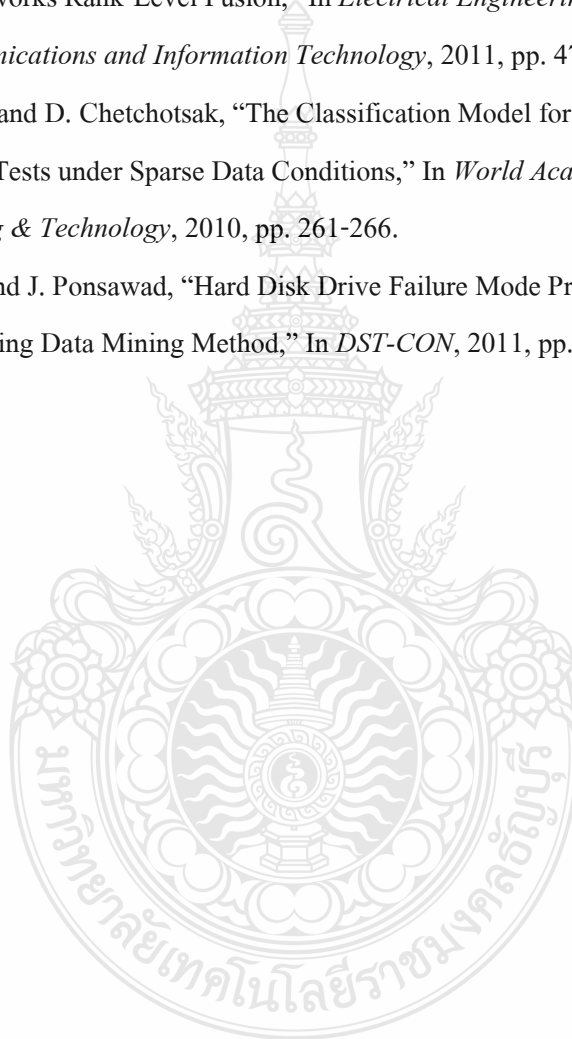 works Rank-Level Fusion,” In Electrical Engineerin
nications and Information Technology, 2011, pp. 47
and D. Chetchotsak, “The Classification Model for
Tests under Sparse Data Conditions,” In World Aca
g & Technology, 2010, pp. 261-266.
nd J. Ponsawad, “Hard Disk Drive Failure Mode Pr
ing Data Mining Method,” In DST-CON, 2011, pp.
มหาวิทยาลัยเทคโนโลยีราชมงคลธัญบุรี